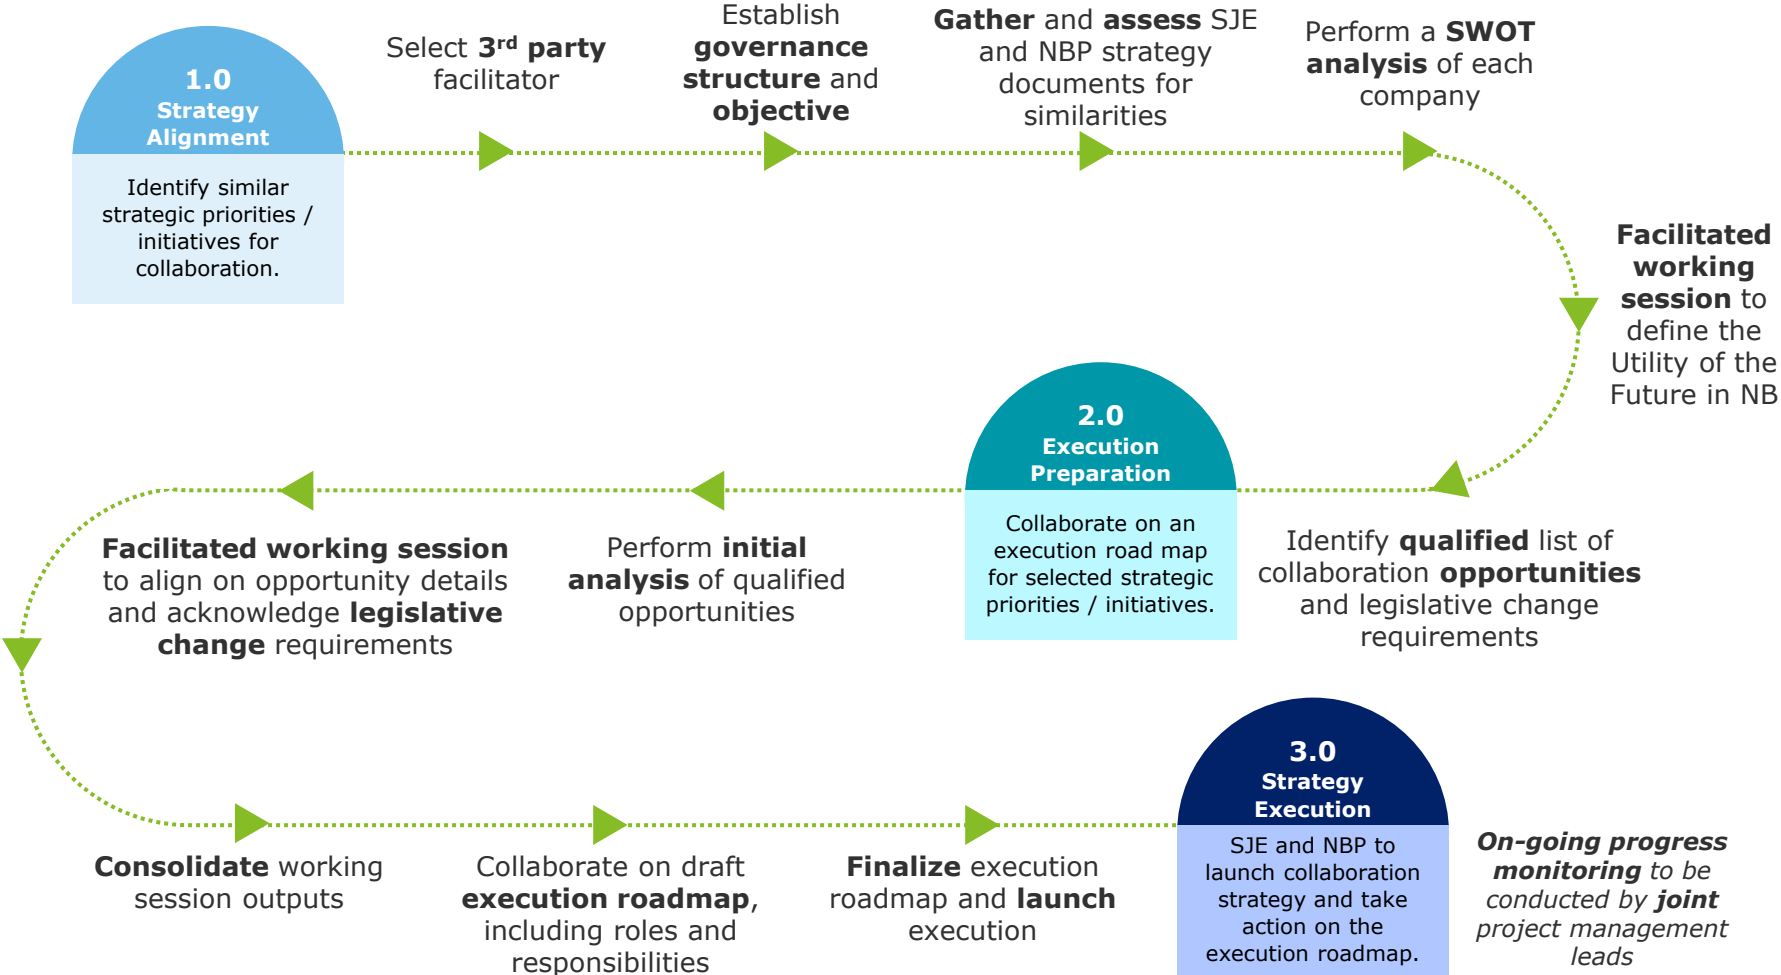 1.0
Strategy
Alignment
Identify similar
strategic priorities /
initiatives for
collaboration.
Select 3rd party
facilitator
Establish
governance
structure and
objective
Gather and assess SJE
and NBP strategy
documents for
similarities
Perform a SWOT
analysis of each
company
Facilitated
working
session to
define the
Utility of the
Future in NB
Identify qualified list of
collaboration opportunities
and legislative change
requirements
2.0
Execution
Preparation
Collaborate on an
execution road map
for selected strategic
priorities / initiatives.
Perform initial
analysis of qualified
opportunities
Facilitated working session
to align on opportunity details
and acknowledge legislative
change requirements
Consolidate working
session outputs
Collaborate on draft
execution roadmap,
including roles and
responsibilities
Finalize execution
roadmap and launch
execution
3.0
Strategy
Execution
SJE and NBP to
launch collaboration
strategy and take
action on the
execution roadmap.
On-going progress
monitoring to be
conducted by joint
project management
leads